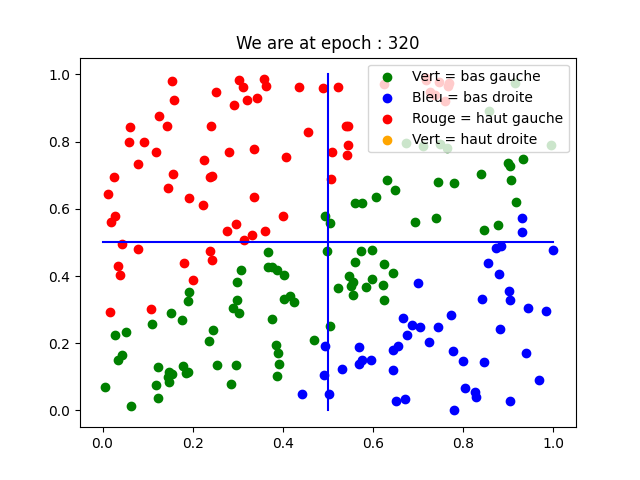 We are at epoch : 320
1.0
0.8
0.6
0.4
0.2
0.0
Vert = bas gauche
Bleu = bas droite
Rouge = haut gauche
Vert = haut droite
0.0 0.2 0.4 0.6 0.8 1.0